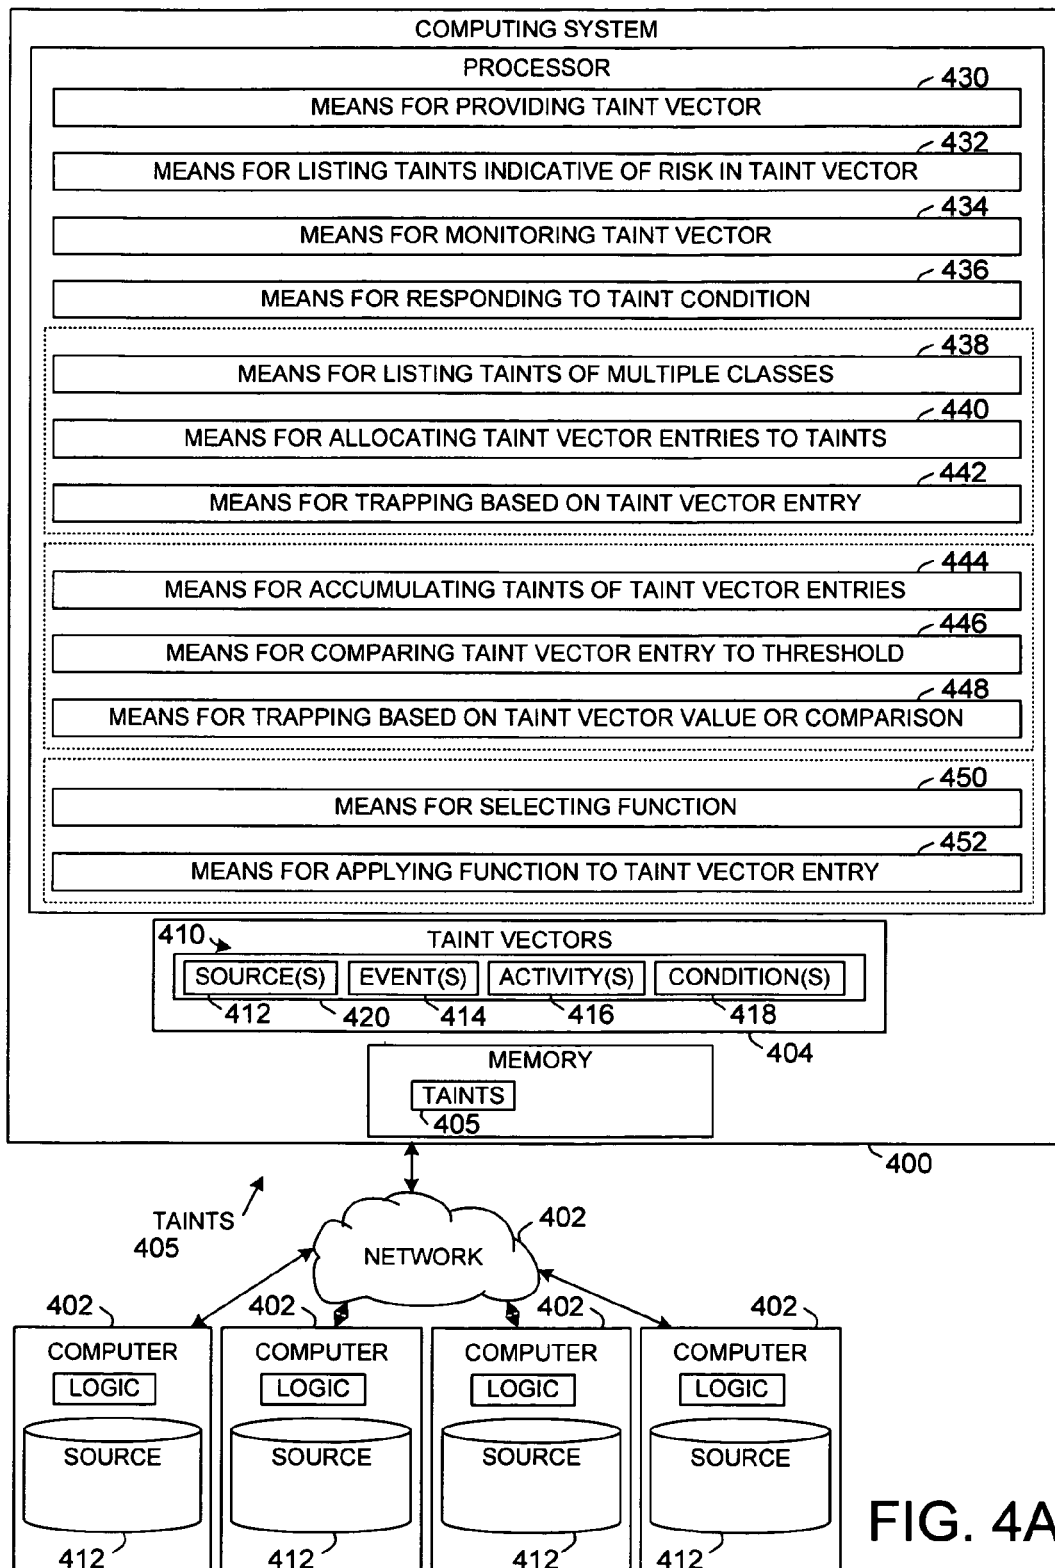 COMPUTING SYSTEM
PROCESSOR
430
MEANS FOR PROVIDING TAINT VECTOR
432
MEANS FOR LISTING TAINTS INDICATIVE OF RISK IN TAINT VECTOR
434
MEANS FOR MONITORING TAINT VECTOR
436
MEANS FOR RESPONDING TO TAINT CONDITION
438
MEANS FOR LISTING TAINTS OF MULTIPLE CLASSES
440
MEANS FOR ALLOCATING TAINT VECTOR ENTRIES TO TAINTS
442
MEANS FOR TRAPPING BASED ON TAINT VECTOR ENTRY
444
MEANS FOR ACCUMULATING TAINTS OF TAINT VECTOR ENTRIES
446
MEANS FOR COMPARING TAINT VECTOR ENTRY TO THRESHOLD
448
MEANS FOR TRAPPING BASED ON TAINT VECTOR VALUE OR COMPARISON
450
MEANS FOR SELECTING FUNCTION
452
MEANS FOR APPLYING FUNCTION TO TAINT VECTOR ENTRY
410 TAINT VECTORS
SOURCE(S) EVENT(S) ACTIVITY(S) CONDITION(S)
412 420 414 416 418
404
MEMORY
TAINTS
405
400
TAINTS
405
402
NETWORK
402 402 402 402
COMPUTER COMPUTER COMPUTER COMPUTER
LOGIC LOGIC LOGIC LOGIC
SOURCE SOURCE SOURCE SOURCE
412 412 412 412
FIG. 4A